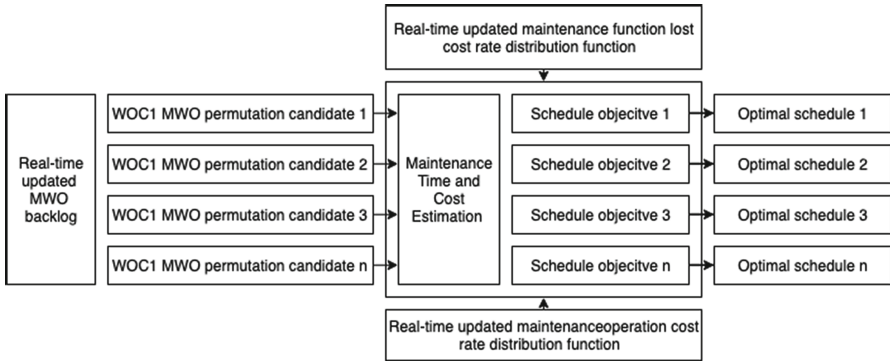 Real-time updated maintenance function lost
cost rate distribution function
Real-time
updated
MWO
backlog
WOC1 MWO permutation candidate 1
WOC1 MWO permutation candidate 2
WOC1 MWO permutation candidate 3
WOC1 MWO permutation candidate n
Maintenance
Time and
Cost
Estimation
Schedule objecitve 1
Schedule objecitve 2
Schedule objecitve 3
Schedule objecitve n
Optimal schedule 1
Optimal schedule 2
Optimal schedule 3
Optimal schedule n
Real-time updated maintenanceoperation cost
rate distribution function